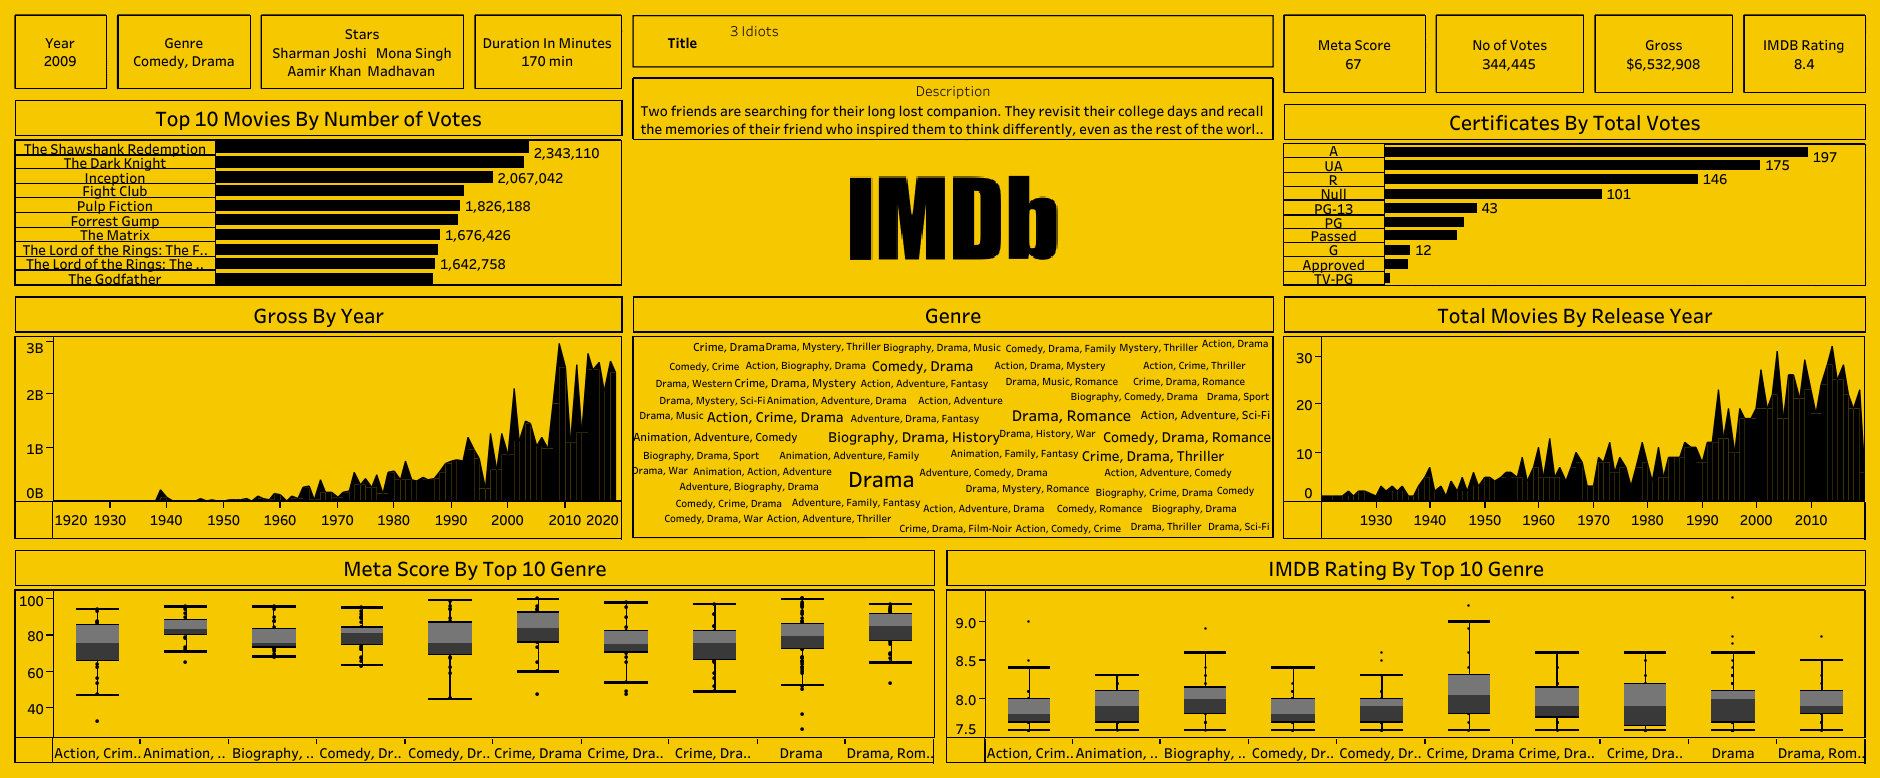 Year
2009
Genre
Comedy, Drama
Stars
Sharman Joshi  Mona Singh
Aamir Khan  Madhavan
Duration In Minutes
170 min
Title
3 Idiots
Description
Two friends are searching for their long lost companion. They revisit their college days and recall
the memories of their friend who inspired them to think differently, even as the rest of the worl..
Meta Score
67
No of Votes
344,445
Gross
$6,532,908
IMDB Rating
8.4
Top 10 Movies By Number of Votes
The Shawshank Redemption
2,343,110
The Dark Knight
Inception
2,067,042
Fight Club
Pulp Fiction
1,826,188
Forrest Gump
The Matrix
1,676,426
The Lord of the Rings: The F..
The Lord of the Rings: The ..
1,642,758
The Godfather
IMDb
Certificates By Total Votes
A
197
UA
175
R
146
Null
101
PG-13
43
PG
Passed
G
12
Approved
TV-PG
Gross By Year
3B
2B
1B
0B
1920 1930 1940 1950 1960 1970 1980 1990 2000 2010 2020
Genre
Crime, Drama Drama, Mystery, Thriller Biography, Drama, Music Comedy, Drama, Family Mystery, Thriller Action, Drama
Comedy, Crime Action, Biography, Drama Comedy, Drama Action, Drama, Mystery Action, Crime, Thriller
Drama, Western Crime, Drama, Mystery Action, Adventure, Fantasy Drama, Music, Romance Crime, Drama, Romance
Drama, Mystery, Sci-Fi Animation, Adventure, Drama Action, Adventure Biography, Comedy, Drama Drama, Sport
Drama, Music Action, Crime, Drama Adventure, Drama, Fantasy Drama, Romance Action, Adventure, Sci-Fi
Animation, Adventure, Comedy Biography, Drama, History Drama, History, War Comedy, Drama, Romance
Biography, Drama, Sport Animation, Adventure, Family Animation, Family, Fantasy Crime, Drama, Thriller
Drama, War Animation, Action, Adventure Drama Adventure, Comedy, Drama Action, Adventure, Comedy
Adventure, Biography, Drama Drama, Mystery, Romance Biography, Crime, Drama Comedy
Comedy, Crime, Drama Adventure, Family, Fantasy Action, Adventure, Drama Comedy, Romance Biography, Drama
Comedy, Drama, War Action, Adventure, Thriller
Crime, Drama, Film-Noir Action, Comedy, Crime Drama, Thriller Drama, Sci-Fi
Total Movies By Release Year
30
20
10
0
1930 1940 1950 1960 1970 1980 1990 2000 2010
Meta Score By Top 10 Genre
100
80
60
40
Action, Crim.. Animation, .. Biography, .. Comedy, Dr.. Comedy, Dr.. Crime, Drama Crime, Dra.. Crime, Dra.. Drama Drama, Rom..
IMDB Rating By Top 10 Genre
9.0
8.5
8.0
7.5
Action, Crim.. Animation, .. Biography, .. Comedy, Dr.. Comedy, Dr.. Crime, Drama Crime, Dra.. Crime, Dra.. Drama Drama, Rom..